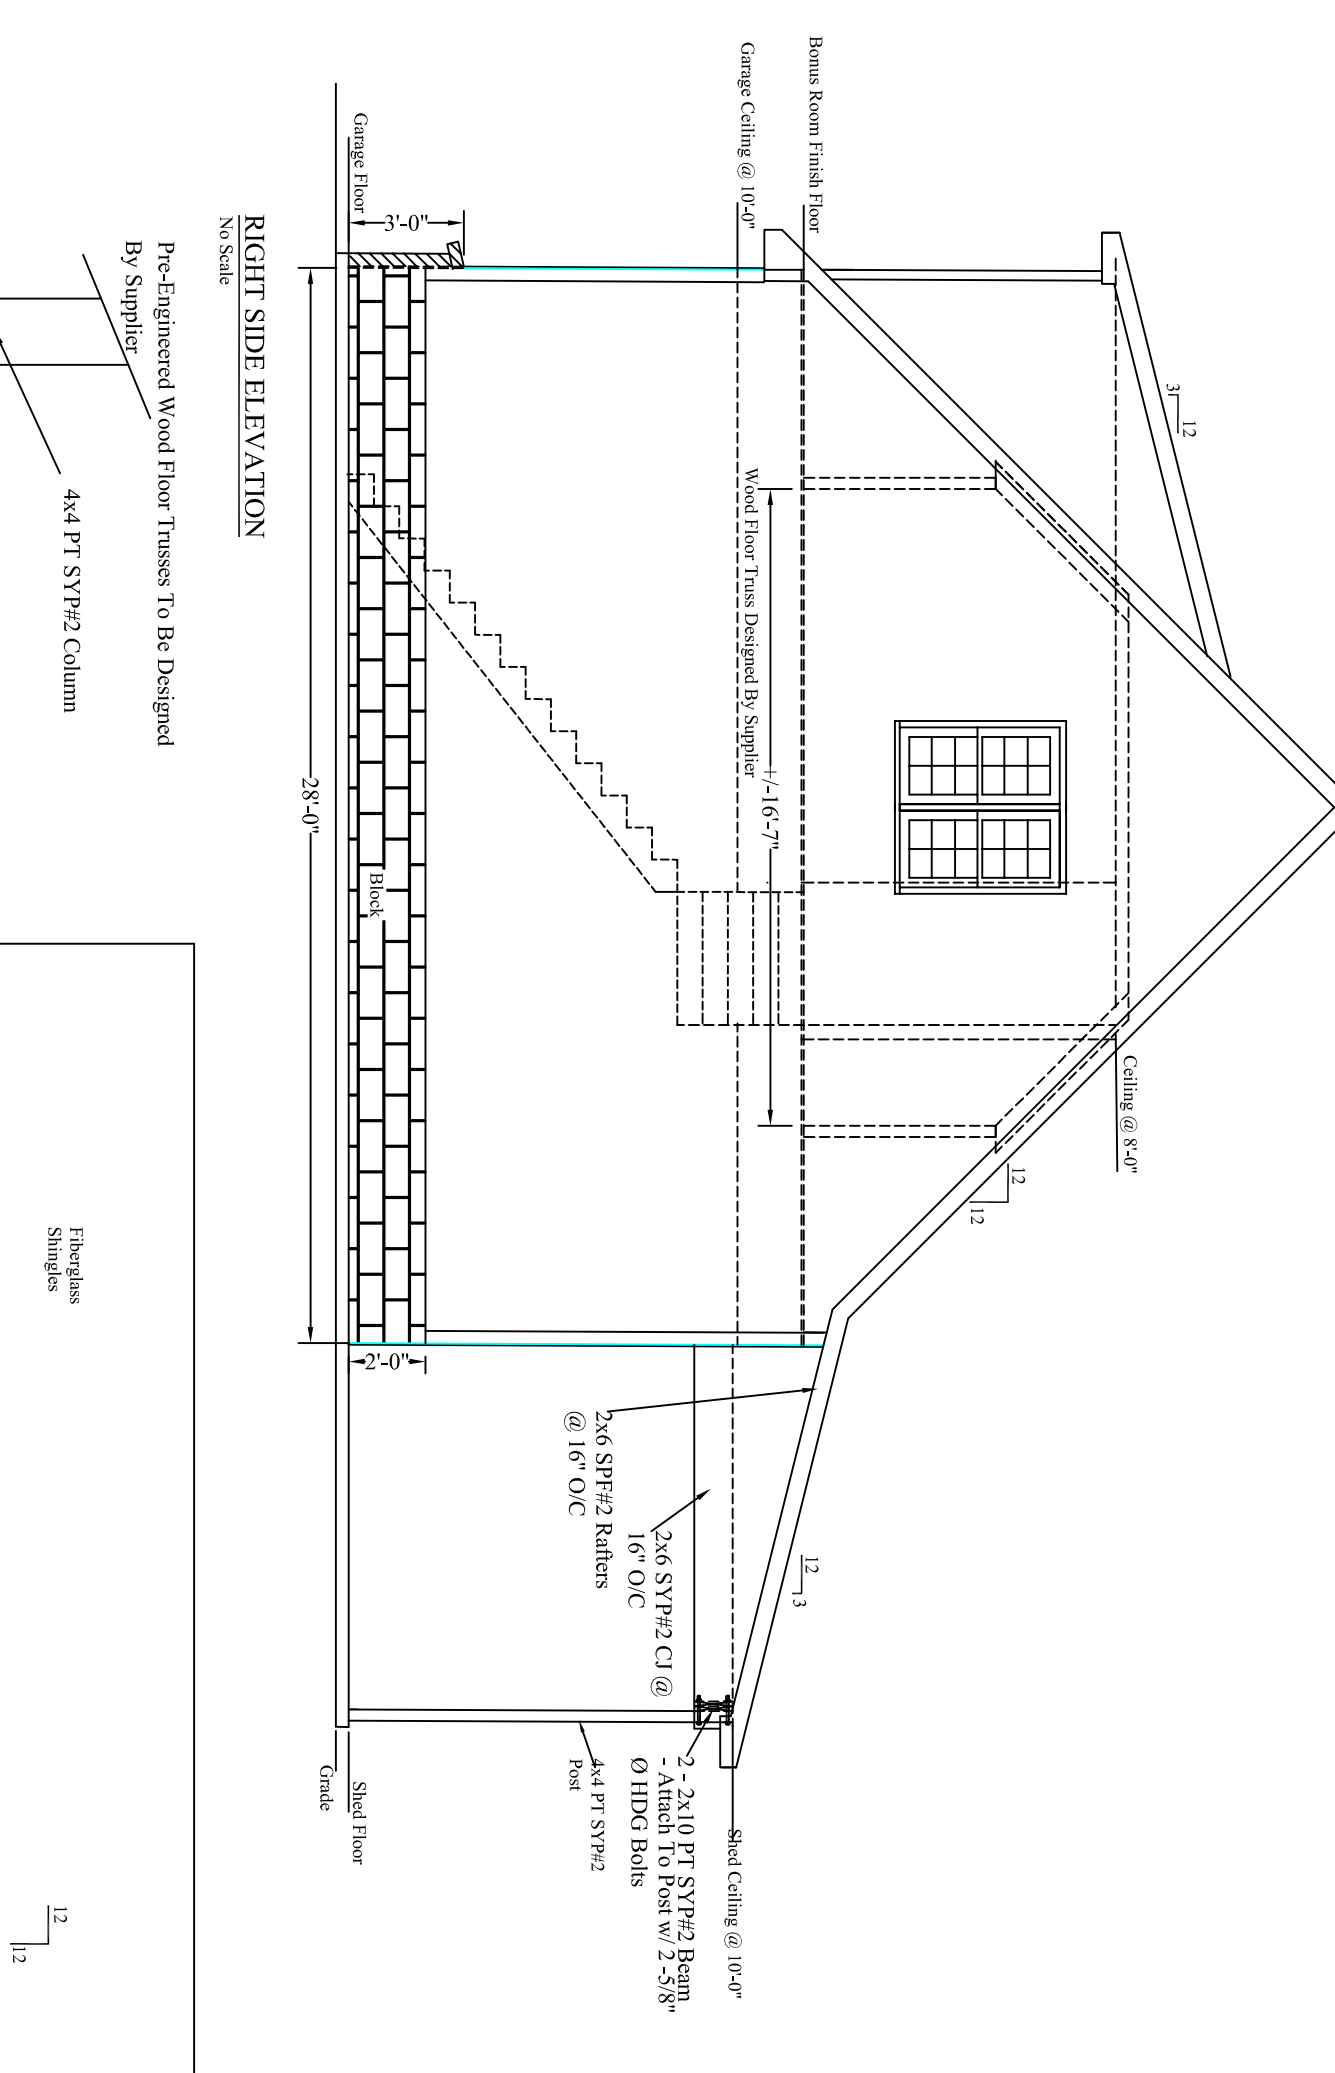 3
12
Ceiling @ 8'-0"
12
12
Bonus Room Finish Floor
Garage Ceiling @ 10'-0"
Wood Floor Truss Designed By Supplier
+/-16'-7"
12
3
Shed Ceiling @ 10'-0"
2x6 SPF#2 Rafters
@ 16" O/C
2x6 SYP#2 CJ @
16" O/C
2 - 2x10 PT SYP#2 Beam
- Attach To Post w/ 2 -5/8"
Ø HDG Bolts
4x4 PT SYP#2
Post
3'-0"
2'-0"
Block
Garage Floor
28'-0"
Shed Floor
Grade
RIGHT SIDE ELEVATION
No Scale
Pre-Engineered Wood Floor Trusses To Be Designed
By Supplier
4x4 PT SYP#2 Column
Fiberglass
Shingles
12
12